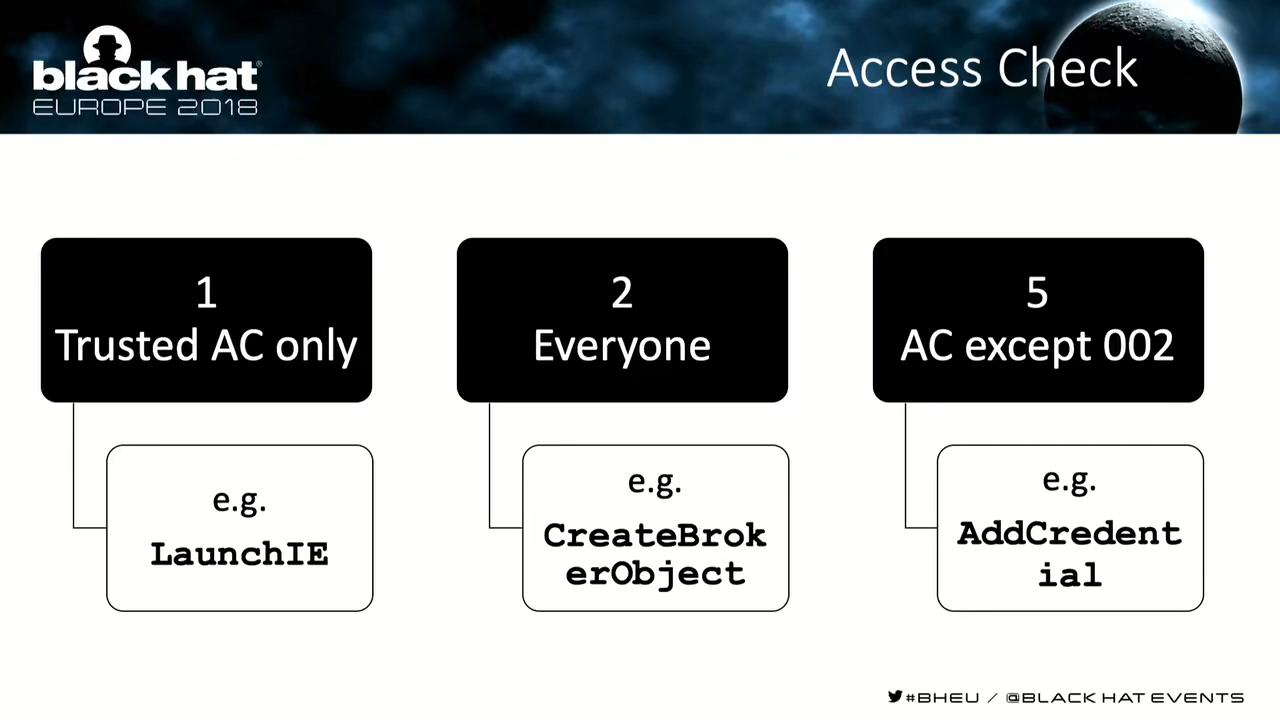 black hat
EUROPE 2018
Access Check
1
Trusted AC only
e.g.
LaunchIE
2
Everyone
e.g.
CreateBrok
erObject
5
AC except 002
e.g.
AddCredent
ial
#BHEU / @BLACK HAT EVENTS